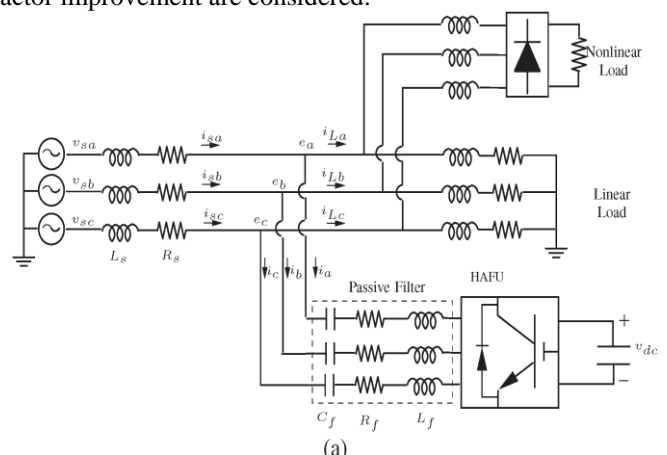 actor improvement are considered.
Nonlinear
Load
v_sa i_sa e_a i_La
v_sb i_sb e_b i_Lb
v_sc i_sc e_c i_Lc
Linear
Load
L_s R_s
i_c i_b i_a
Passive Filter HAFU
+
v_dc
−
C_f R_f L_f
(a)